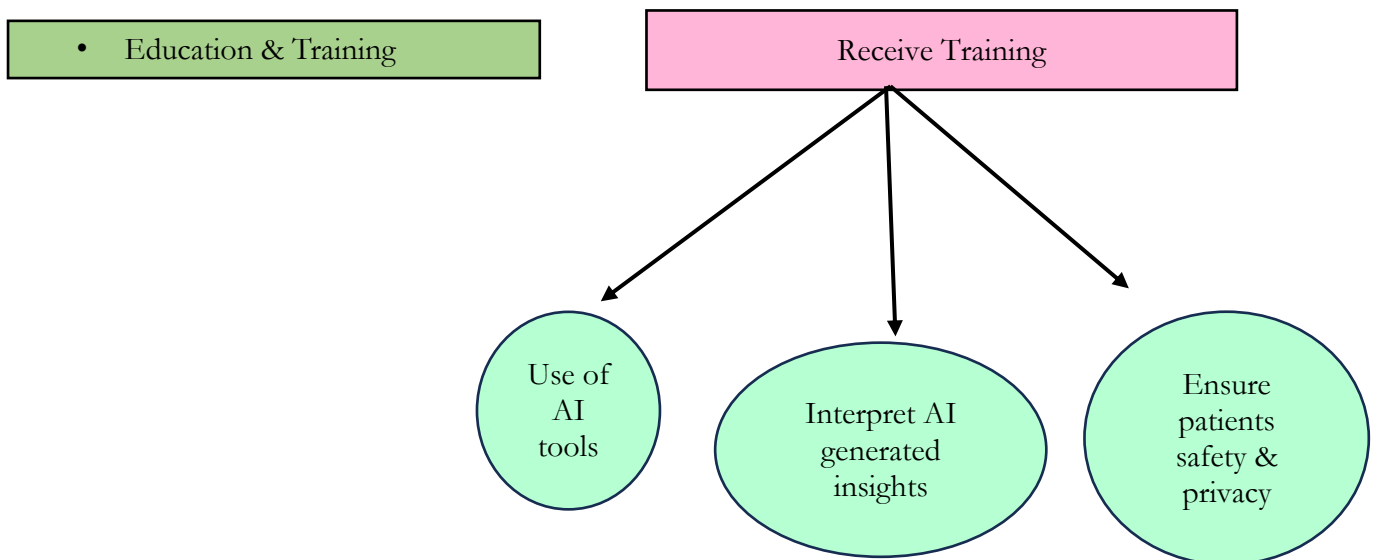 • Education & Training
Receive Training
Use of
AI
tools
Interpret AI
generated
insights
Ensure
patients
safety &
privacy